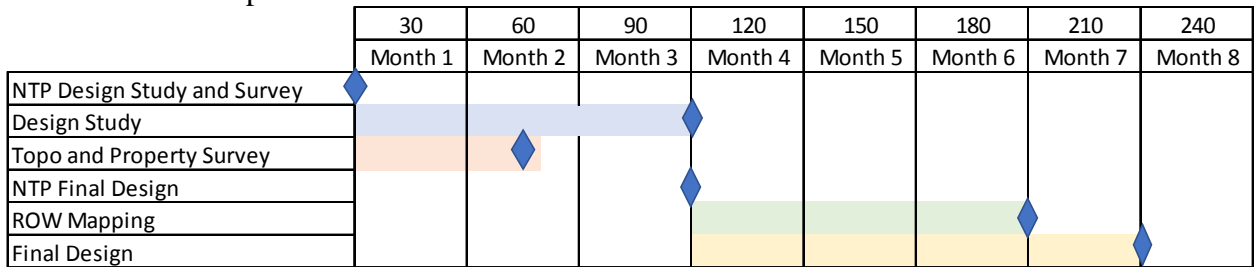 30 60 90 120 150 180 210 240
Month 1 Month 2 Month 3 Month 4 Month 5 Month 6 Month 7 Month 8
NTP Design Study and Survey
Design Study
Topo and Property Survey
NTP Final Design
ROW Mapping
Final Design